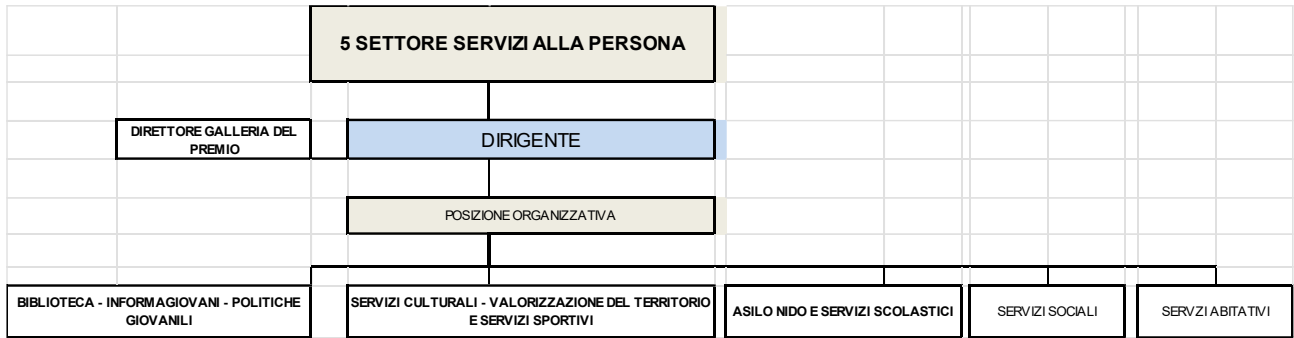 5 SETTORE SERVIZI ALLA PERSONA
DIRETTORE GALLERIA DEL
PREMIO
DIRIGENTE
POSIZIONE ORGANIZZATIVA
BIBLIOTECA - INFORMAGIOVANI - POLITICHE
GIOVANILI
SERVIZI CULTURALI - VALORIZZAZIONE DEL TERRITORIO
E SERVIZI SPORTIVI
ASILO NIDO E SERVIZI SCOLASTICI
SERVIZI SOCIALI
SERVZI ABITATIVI